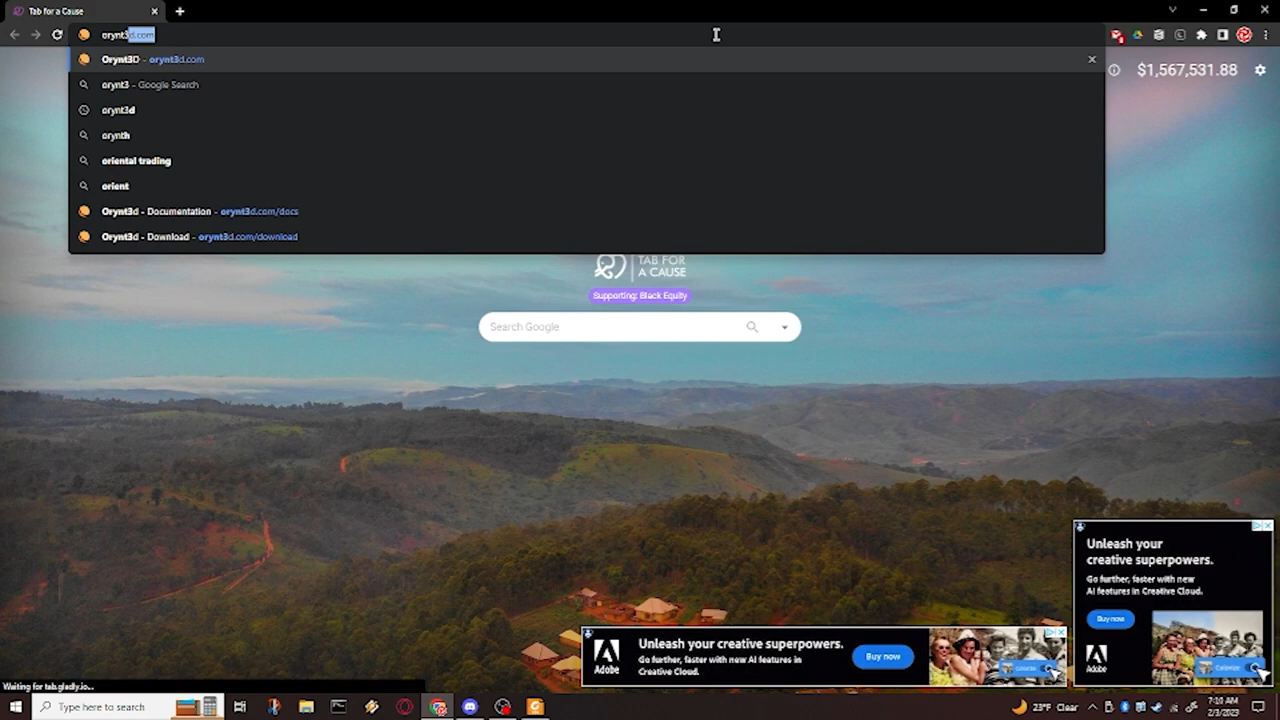 Tab for a Cause
orynt3d.com
Orynt3D - orynt3d.com
orynt3 - Google Search
orynt3d
orynth
oriental trading
orient
Orynt3d - Documentation - orynt3d.com/docs
Orynt3d - Download - orynt3d.com/download
$1,567,531.88
TAB FOR
A CAUSE
Supporting: Black Equity
Search Google
Unleash your
creative superpowers.
Go further, faster with new
AI features in Creative Cloud.
Buy now
Adobe
Colorize
Unleash your creative superpowers.
Go further, faster with new AI features in
Creative Cloud.
Buy now
Adobe
Colorize
Waiting for tab.gladly.io...
Type here to search
23°F Clear
7:10 AM
2/3/2023